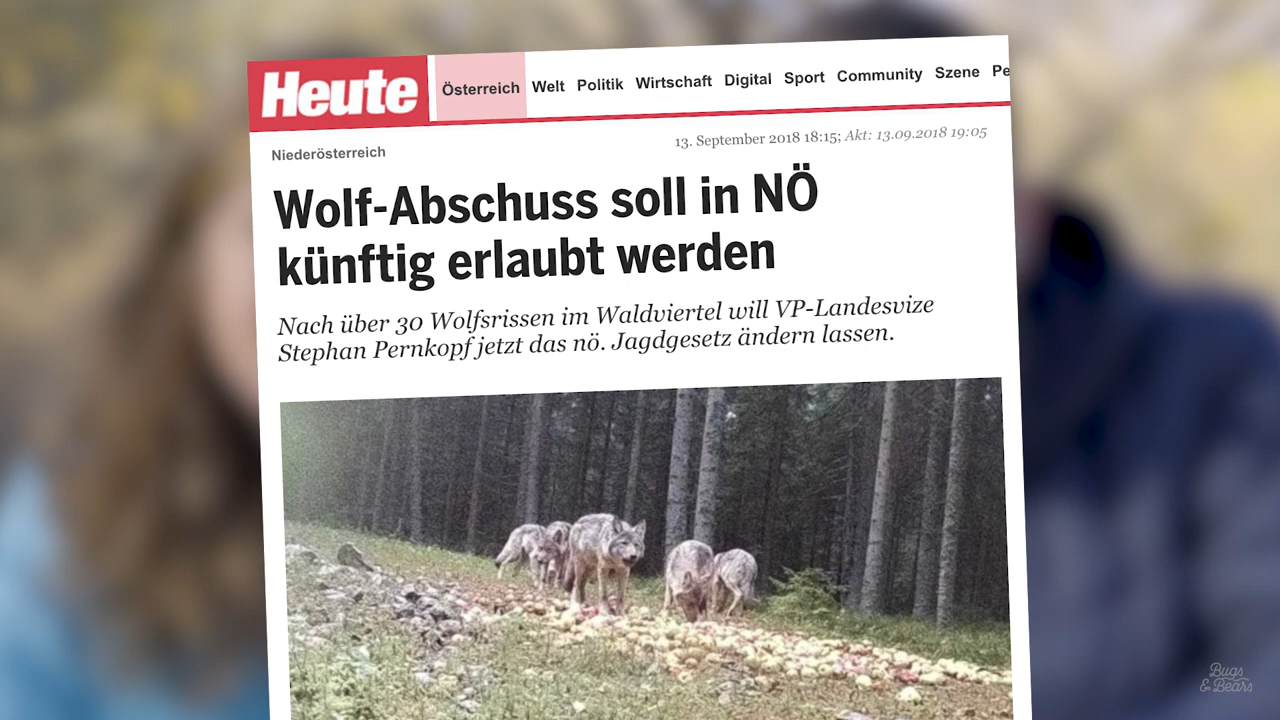 Heute
Österreich Welt Politik Wirtschaft Digital Sport Community Szene Pe
Niederösterreich
13. September 2018 18:15; Akt: 13.09.2018 19:05
Wolf-Abschuss soll in NÖ
künftig erlaubt werden
Nach über 30 Wolfsrissen im Waldviertel will VP-Landesvize
Stephan Pernkopf jetzt das nö. Jagdgesetz ändern lassen.
Bugs
& Bears